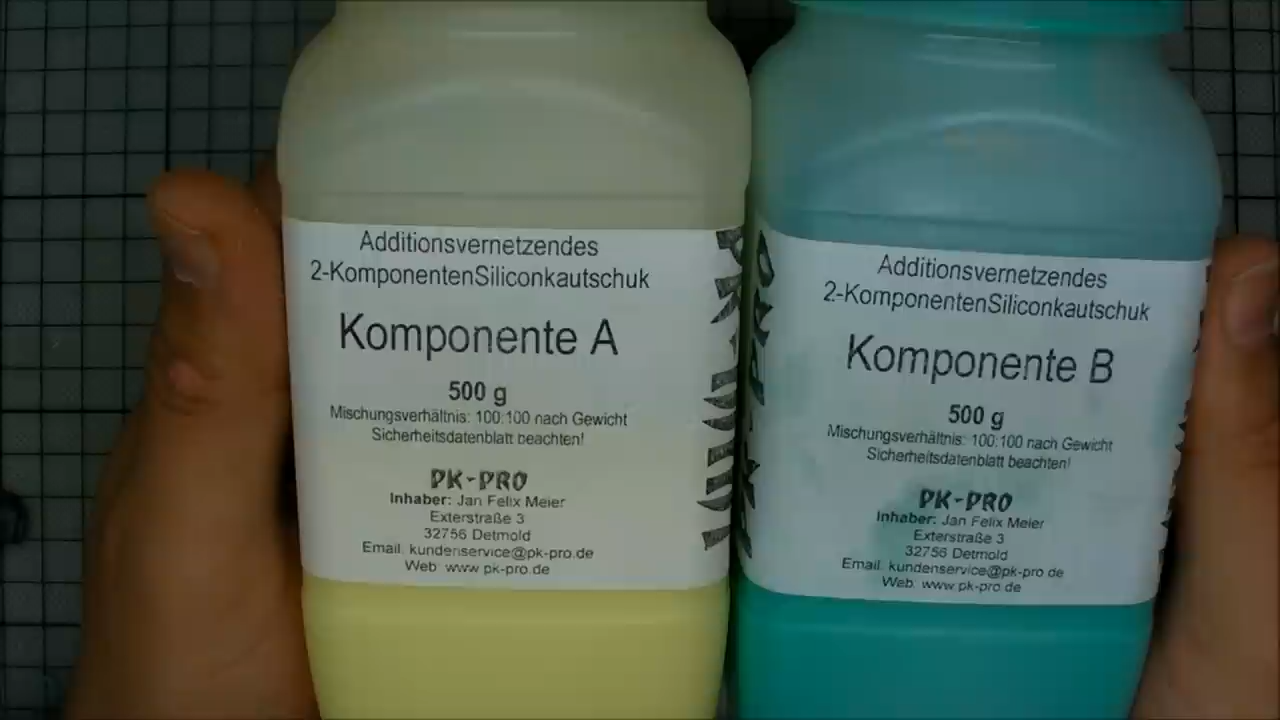 Additionsvernetzendes
2-KomponentenSiliconkautschuk
Komponente A
500 g
Mischungsverhältnis: 100:100 nach Gewicht
Sicherheitsdatenblatt beachten!
PK-PRO
Inhaber: Jan Felix Meier
Exterstraße 3
32756 Detmold
Email: kundenservice@pk-pro.de
Web: www.pk-pro.de
Additionsvernetzendes
2-KomponentenSiliconkautschuk
Komponente B
500 g
Mischungsverhältnis: 100:100 nach Gewicht
Sicherheitsdatenblatt beachten!
PK-PRO
Inhaber: Jan Felix Meier
Exterstraße 3
32756 Detmold
Email: kundenservice@pk-pro.de
Web: www.pk-pro.de